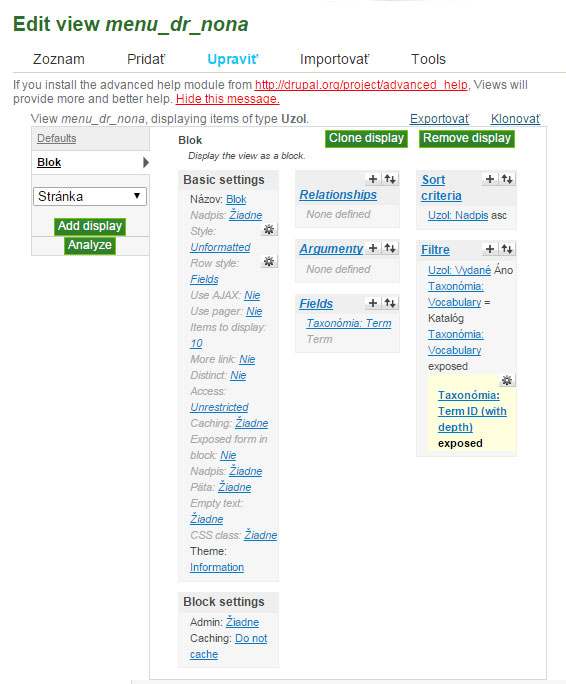 Edit view menu_dr_nona
Zoznam Pridať Upraviť Importovať Tools
If you install the advanced help module from http://drupal.org/project/advanced_help, Views will
provide more and better help. Hide this message.
View menu_dr_nona, displaying items of type Uzol.
Exportovať Klonovať
Defaults
Blok
Stránka
Add display
Analyze
Blok
Clone display Remove display
Display the view as a block.
Basic settings
Názov: Blok
Nadpis: Žiadne
Style:
Unformatted
Row style:
Fields
Use AJAX: Nie
Use pager: Nie
Items to display:
10
More link: Nie
Distinct: Nie
Access:
Unrestricted
Caching: Žiadne
Exposed form in
block: Nie
Nadpis: Žiadne
Päta: Žiadne
Empty text:
Žiadne
CSS class: Žiadne
Theme:
Information
Block settings
Admin: Žiadne
Caching: Do not
cache
Relationships
None defined
Argumenty
None defined
Fields
Taxonómia: Term
Term
Sort
criteria
Uzol: Nadpis asc
Filtre
Uzol: Vydané Áno
Taxonómia:
Vocabulary =
Katalóg
Taxonómia:
Vocabulary
exposed
Taxonómia:
Term ID (with
depth)
exposed